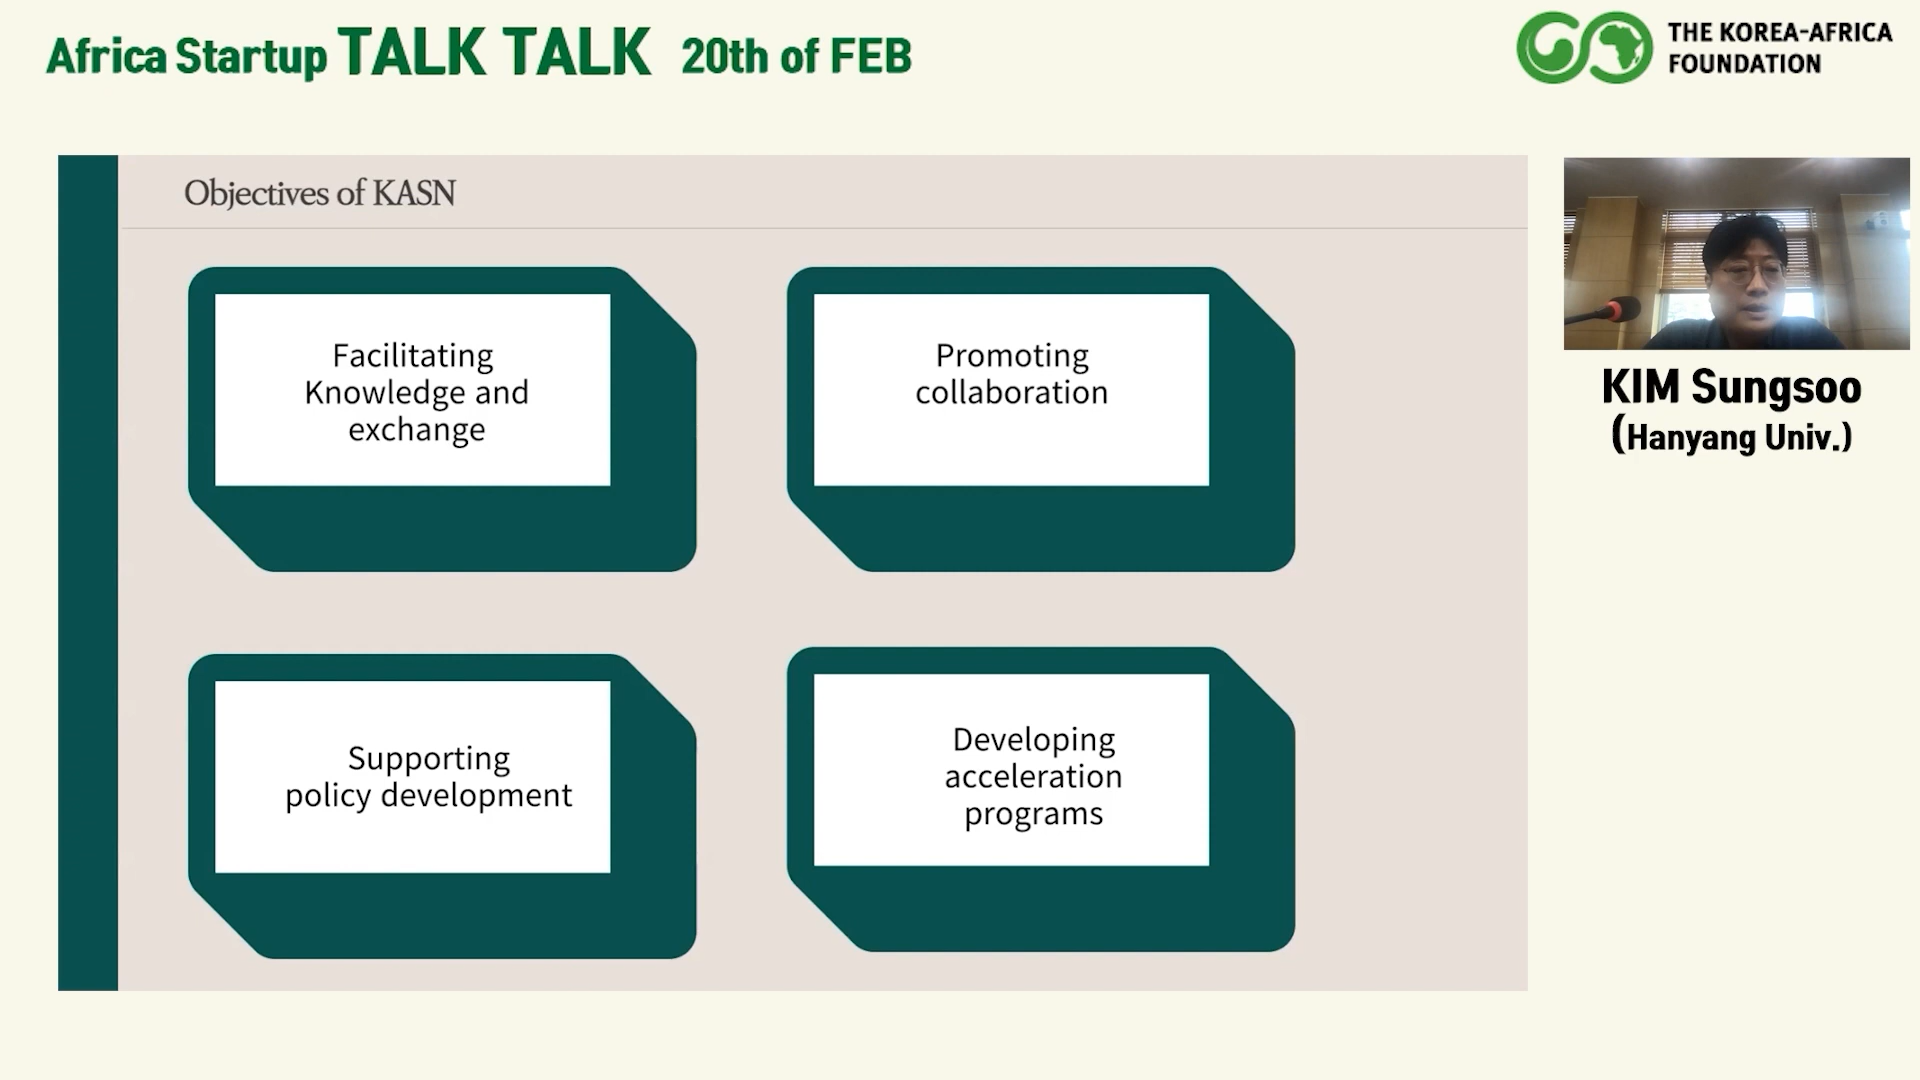 Africa Startup TALK TALK 20th of FEB
THE KOREA-AFRICA
FOUNDATION
Objectives of KASN
Facilitating
Knowledge and
exchange
Promoting
collaboration
Supporting
policy development
Developing
acceleration
programs
KIM Sungsoo
(Hanyang Univ.)